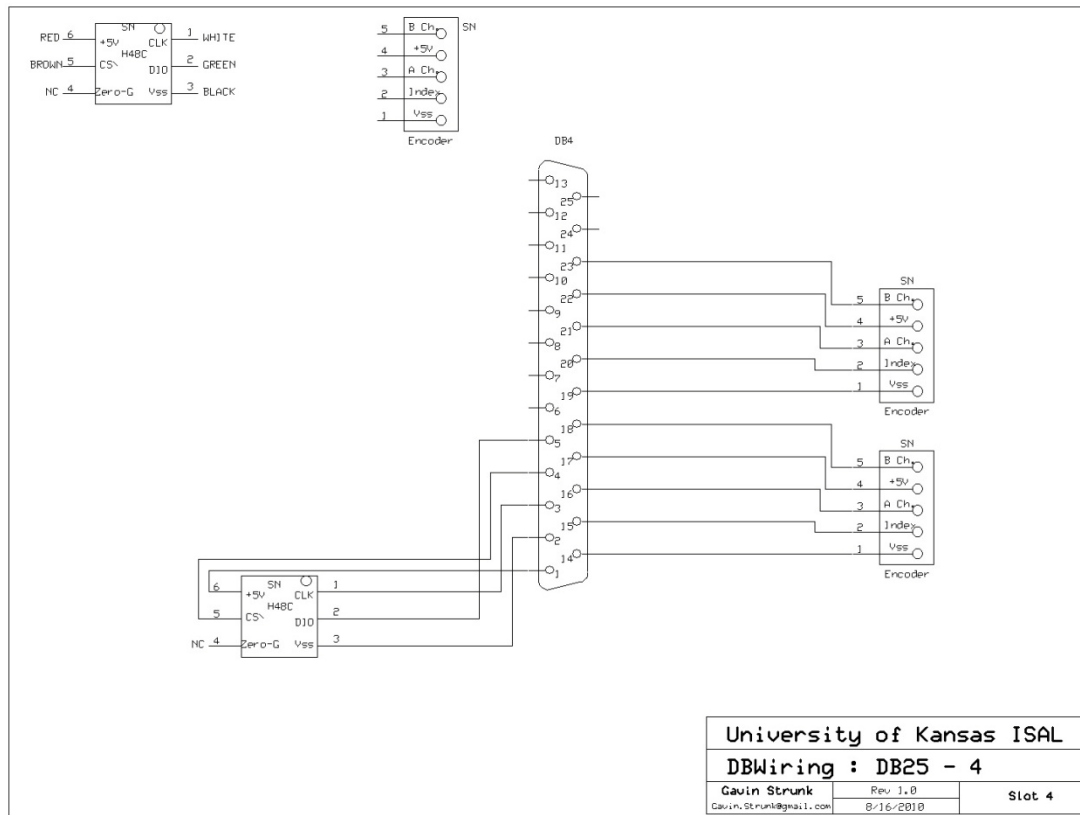 SN
RED 6 +5V CLK 1 WHITE
H48C
BROWN 5 CS\ DIO 2 GREEN
NC 4 Zero-G Vss 3 BLACK
5 B Ch. SN
4 +5V
3 A Ch.
2 Index
1 Vss
Encoder
DB4
13
25
12
24
11
23
10
22
9
21
8
20
7
19
6
18
5
17
4
16
3
15
2
14
1
SN
5 B Ch.
4 +5V
3 A Ch.
2 Index
1 Vss
Encoder
SN
5 B Ch.
4 +5V
3 A Ch.
2 Index
1 Vss
Encoder
SN
6 +5V CLK 1
H48C
5 CS\ DIO 2
NC 4 Zero-G Vss 3
University of Kansas ISAL
DBWiring : DB25 - 4
Gavin Strunk
Gavin.Strunk@gmail.com
Rev 1.0
8/16/2010
Slot 4